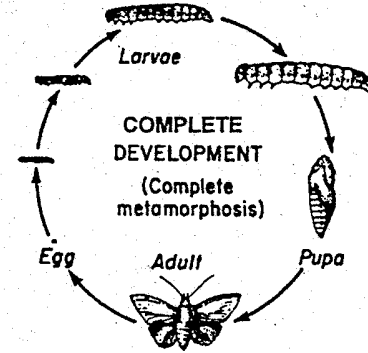 Larvae
COMPLETE
DEVELOPMENT
(Complete
metamorphosis)
Egg
Adult
Pupa